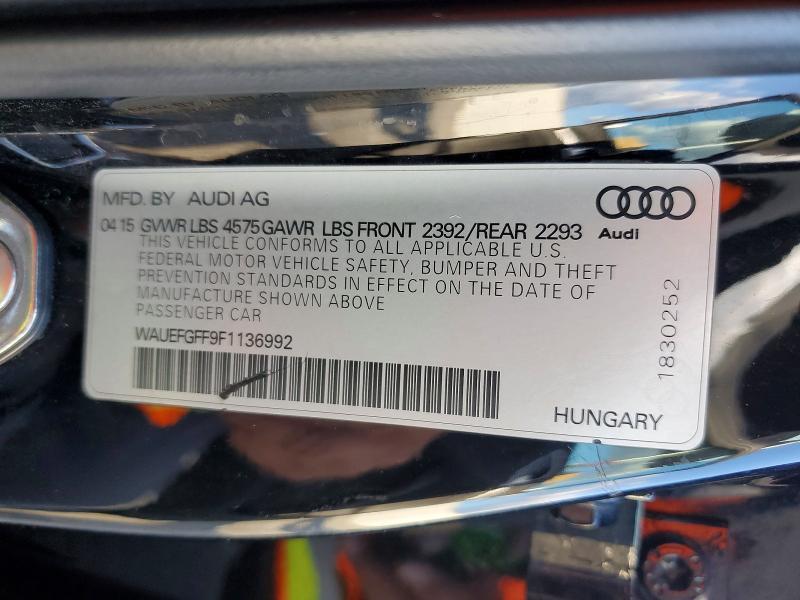 MFD. BY AUDI AG
04 15 GVWR LBS 4575 GAWR LBS FRONT 2392/REAR 2293
Audi
THIS VEHICLE CONFORMS TO ALL APPLICABLE U.S.
FEDERAL MOTOR VEHICLE SAFETY, BUMPER AND THEFT
PREVENTION STANDARDS IN EFFECT ON THE DATE OF
MANUFACTURE SHOWN ABOVE
PASSENGER CAR
WAUEFGFF9F1136992
1830252
HUNGARY